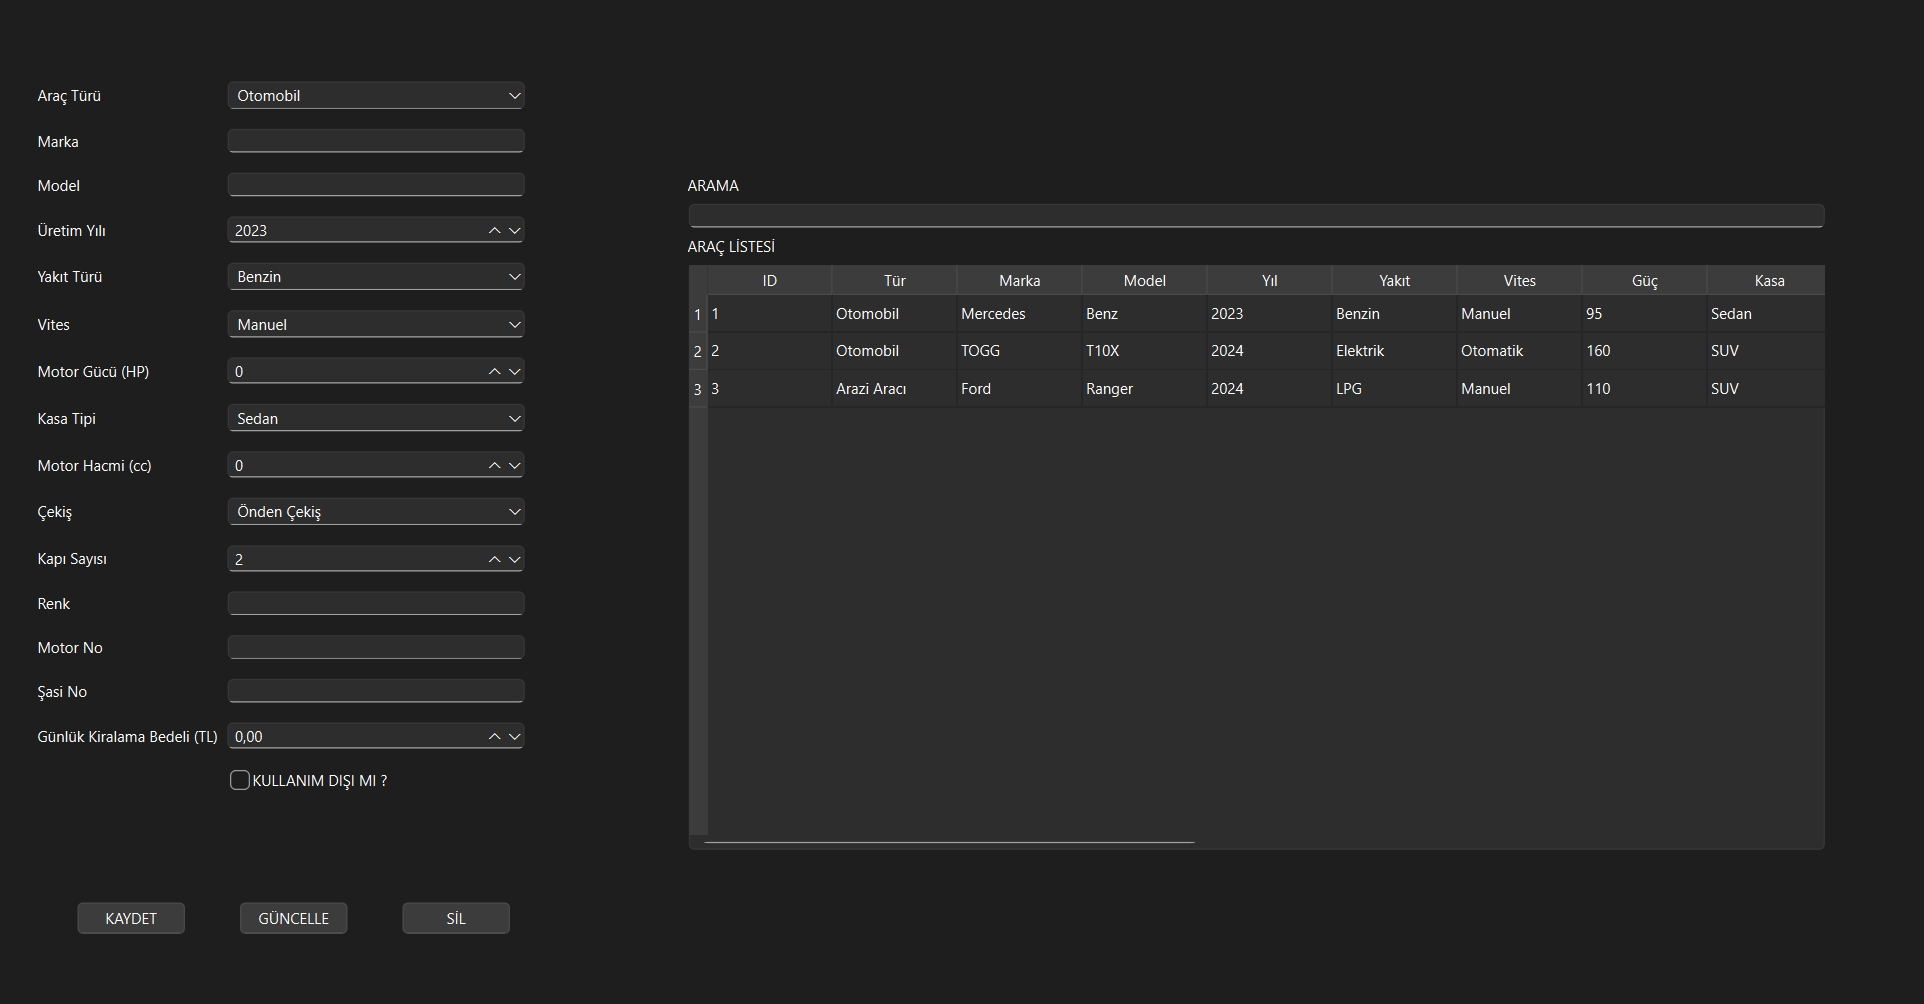 Araç Türü Otomobil
Marka
Model
Üretim Yılı 2023
Yakıt Türü Benzin
Vites Manuel
Motor Gücü (HP) 0
Kasa Tipi Sedan
Motor Hacmi (cc) 0
Çekiş Önden Çekiş
Kapı Sayısı 2
Renk
Motor No
Şasi No
Günlük Kiralama Bedeli (TL) 0,00
KULLANIM DIŞI MI ?
KAYDET GÜNCELLE SİL
ARAMA
ARAÇ LİSTESİ
ID Tür Marka Model Yıl Yakıt Vites Güç Kasa
1 1 Otomobil Mercedes Benz 2023 Benzin Manuel 95 Sedan
2 2 Otomobil TOGG T10X 2024 Elektrik Otomatik 160 SUV
3 3 Arazi Aracı Ford Ranger 2024 LPG Manuel 110 SUV